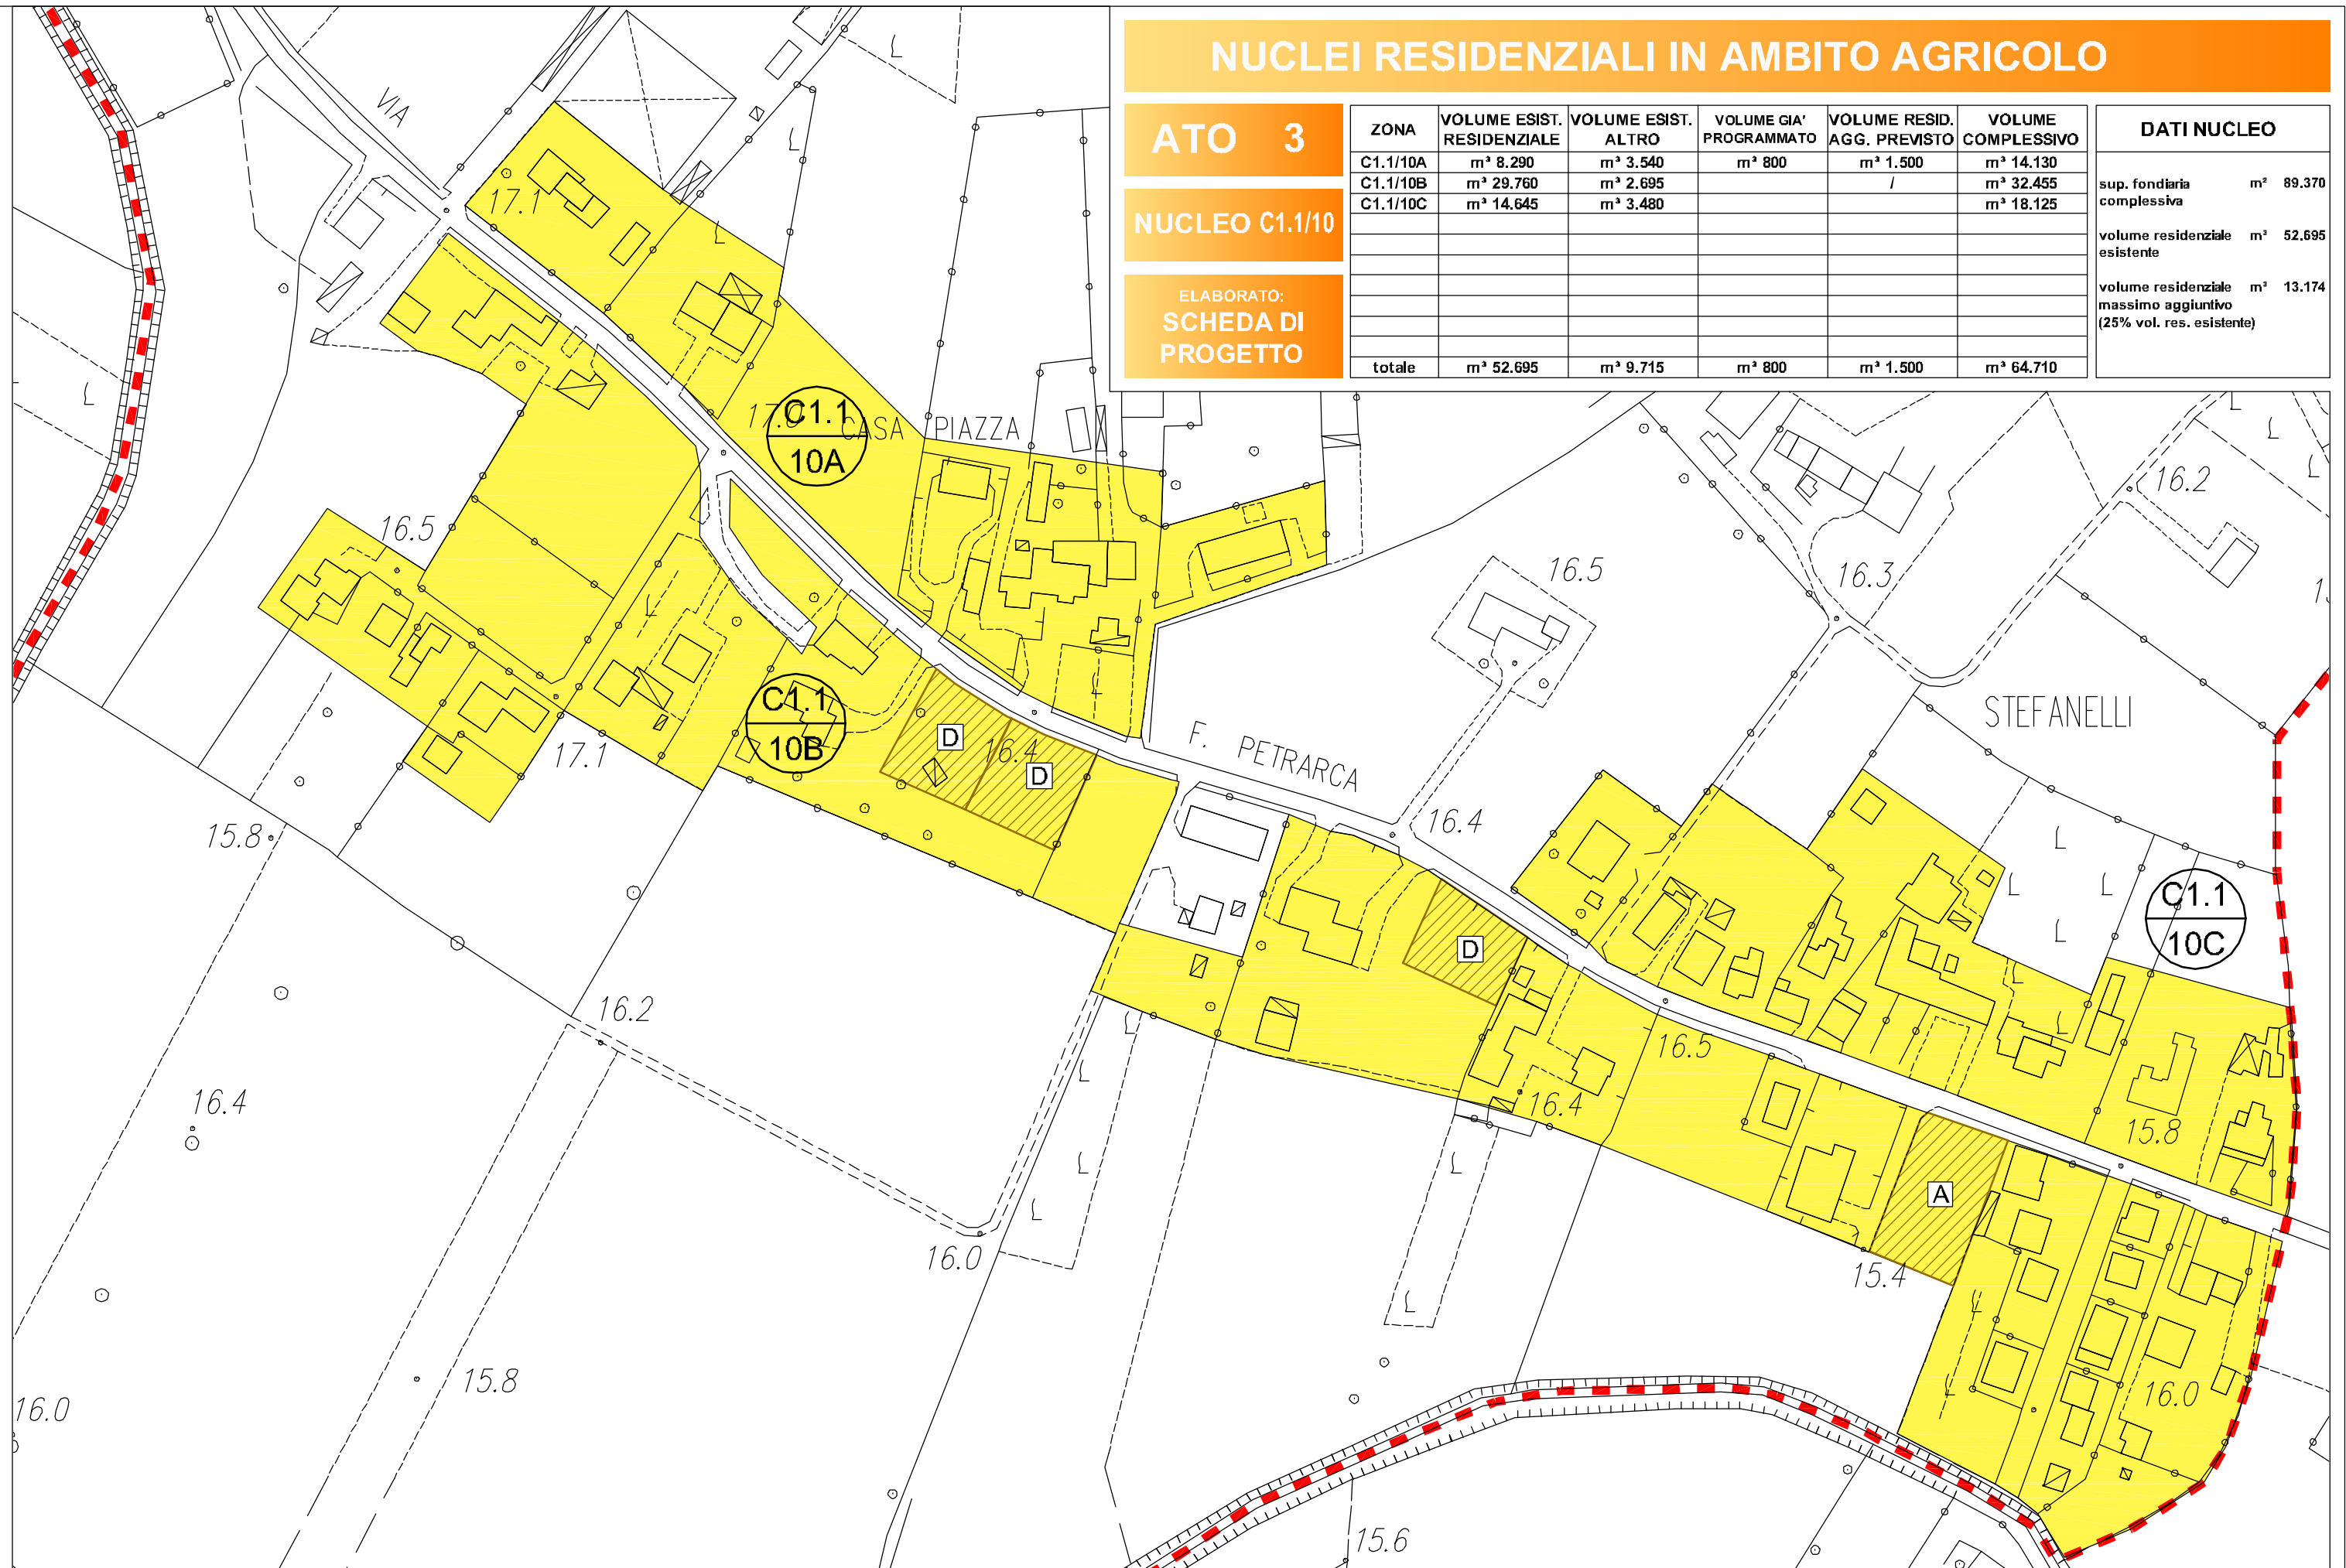 NUCLEI RESIDENZIALI IN AMBITO AGRICOLO
ATO 3
NUCLEO C1.1/10
ELABORATO:
SCHEDA DI
PROGETTO
ZONA VOLUME ESIST. RESIDENZIALE VOLUME ESIST. ALTRO VOLUME GIA' PROGRAMMATO VOLUME RESID. AGG. PREVISTO VOLUME COMPLESSIVO
C1.1/10A m³ 8.290 m³ 3.540 m³ 800 m³ 1.500 m³ 14.130
C1.1/10B m³ 29.760 m³ 2.695 / m³ 32.455
C1.1/10C m³ 14.645 m³ 3.480 m³ 18.125
totale m³ 52.695 m³ 9.715 m³ 800 m³ 1.500 m³ 64.710
DATI NUCLEO
sup. fondiaria m² 89.370
complessiva
volume residenziale m³ 52.695
esistente
volume residenziale m³ 13.174
massimo aggiuntivo
(25% vol. res. esistente)
VIA
17.1
C1.1
10A
CASA PIAZZA
16.5
16.5
16.3
16.2
C1.1
10B
17.1
D
16.4
D
F. PETRARCA
STEFANELLI
15.8
16.4
D
C1.1
10C
16.2
16.5
16.4
16.4
15.8
A
16.0
15.4
15.8
16.0
16.0
15.6